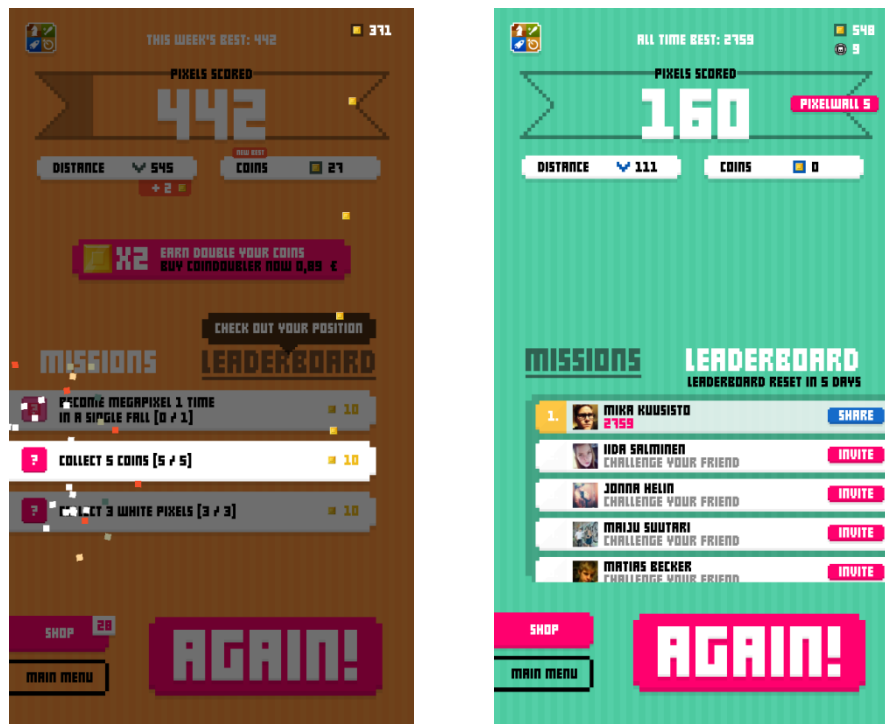 THIS WEEK'S BEST: 442
371
PIXELS SCORED
442
DISTANCE 545
NEW BEST
COINS 27
+ 2
X2
EARN DOUBLE YOUR COINS
BUY COINDOUBLER NOW 0,89 €
CHECK OUT YOUR POSITION
MISSIONS
LEADERBOARD
? BECOME MEGAPIXEL 1 TIME
IN A SINGLE FALL [0 / 1]
10
? COLLECT 5 COINS [5 / 5]
10
? COLLECT 3 WHITE PIXELS [3 / 3]
10
SHOP
28
MAIN MENU
AGAIN!
ALL TIME BEST: 2759
548
9
PIXELS SCORED
160
PIXELWALL S
DISTANCE 111
COINS 0
MISSIONS
LEADERBOARD
LEADERBOARD RESET IN 5 DAYS
1. MIKA KUUSISTO
2759
SHARE
IIDA SALMINEN
CHALLENGE YOUR FRIEND
INVITE
JONNA HELIN
CHALLENGE YOUR FRIEND
INVITE
MAIJU SUUTARI
CHALLENGE YOUR FRIEND
INVITE
MATIAS BECKER
CHALLENGE YOUR FRIEND
INVITE
SHOP
MAIN MENU
AGAIN!